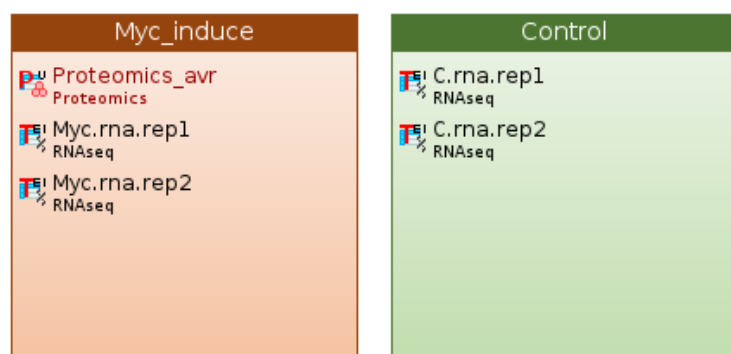 Myc_induce
Proteomics_avr
Proteomics
Myc.rna.rep1
RNAseq
Myc.rna.rep2
RNAseq
Control
C.rna.rep1
RNAseq
C.rna.rep2
RNAseq